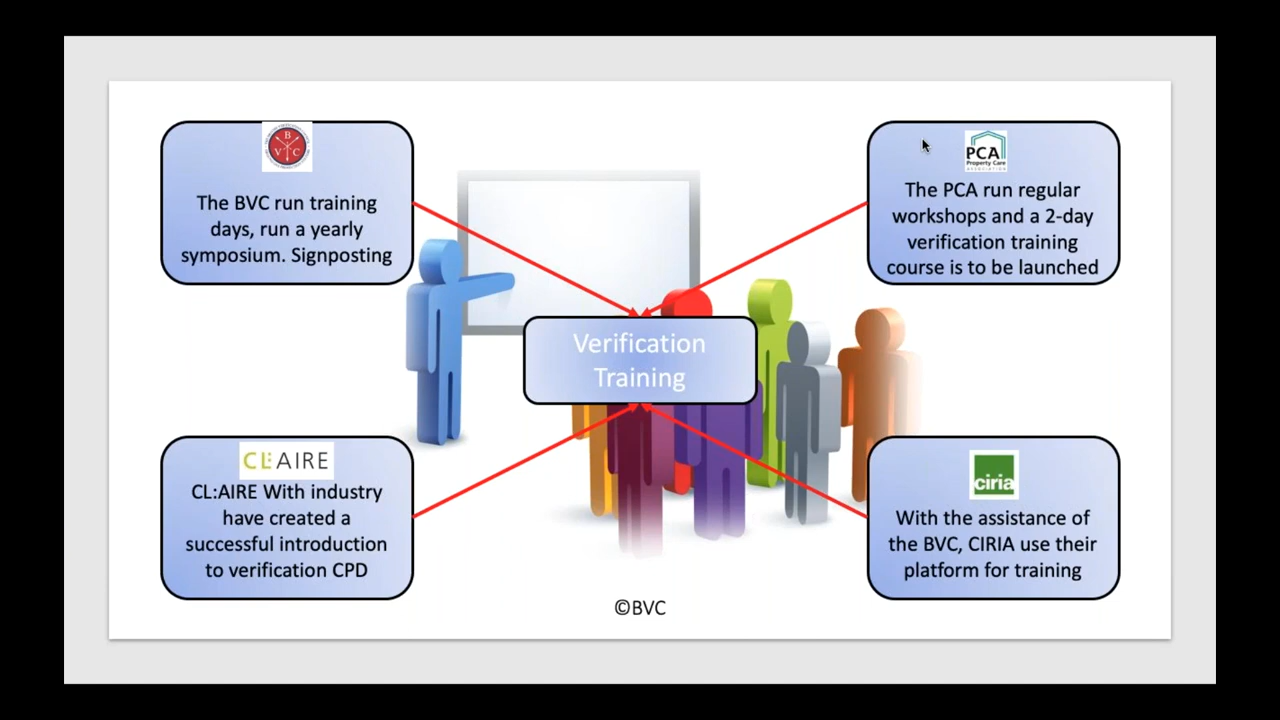 B
V C
The BVC run training
days, run a yearly
symposium. Signposting
PCA
Property Care
ASSOCIATION
The PCA run regular
workshops and a 2-day
verification training
course is to be launched
Verification
Training
CL:AIRE
CL:AIRE With industry
have created a
successful introduction
to verification CPD
ciria
With the assistance of
the BVC, CIRIA use their
platform for training
©BVC